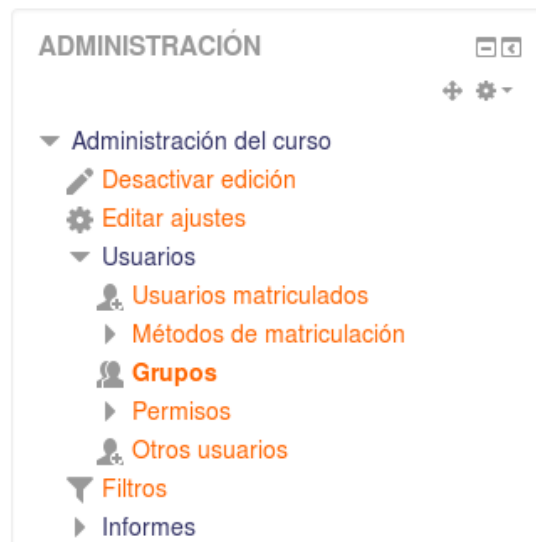 ADMINISTRACIÓN
Administración del curso
Desactivar edición
Editar ajustes
Usuarios
Usuarios matriculados
Métodos de matriculación
Grupos
Permisos
Otros usuarios
Filtros
Informes